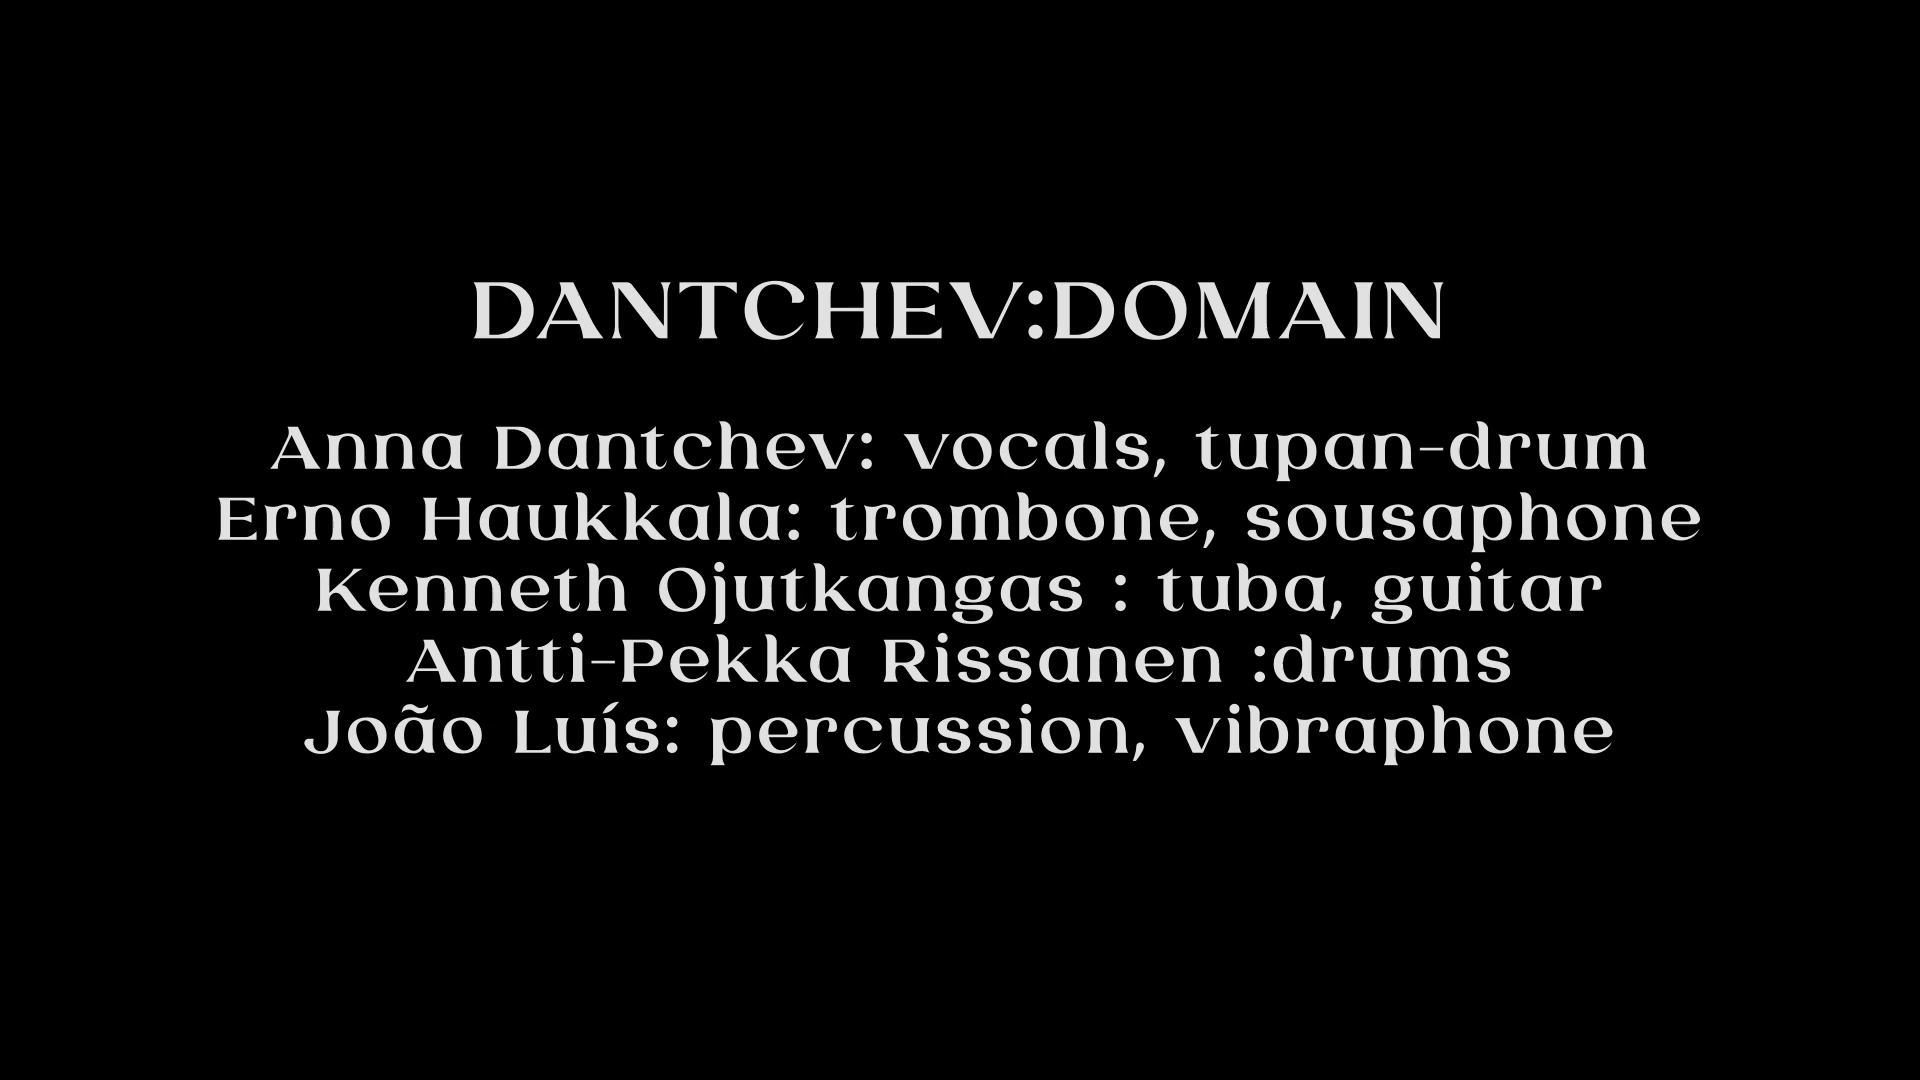 DANTCHEV:DOMAIN
Anna Dantchev: vocals, tupan-drum
Erno Haukkala: trombone, sousaphone
Kenneth Ojutkangas : tuba, guitar
Antti-Pekka Rissanen :drums
João Luís: percussion, vibraphone